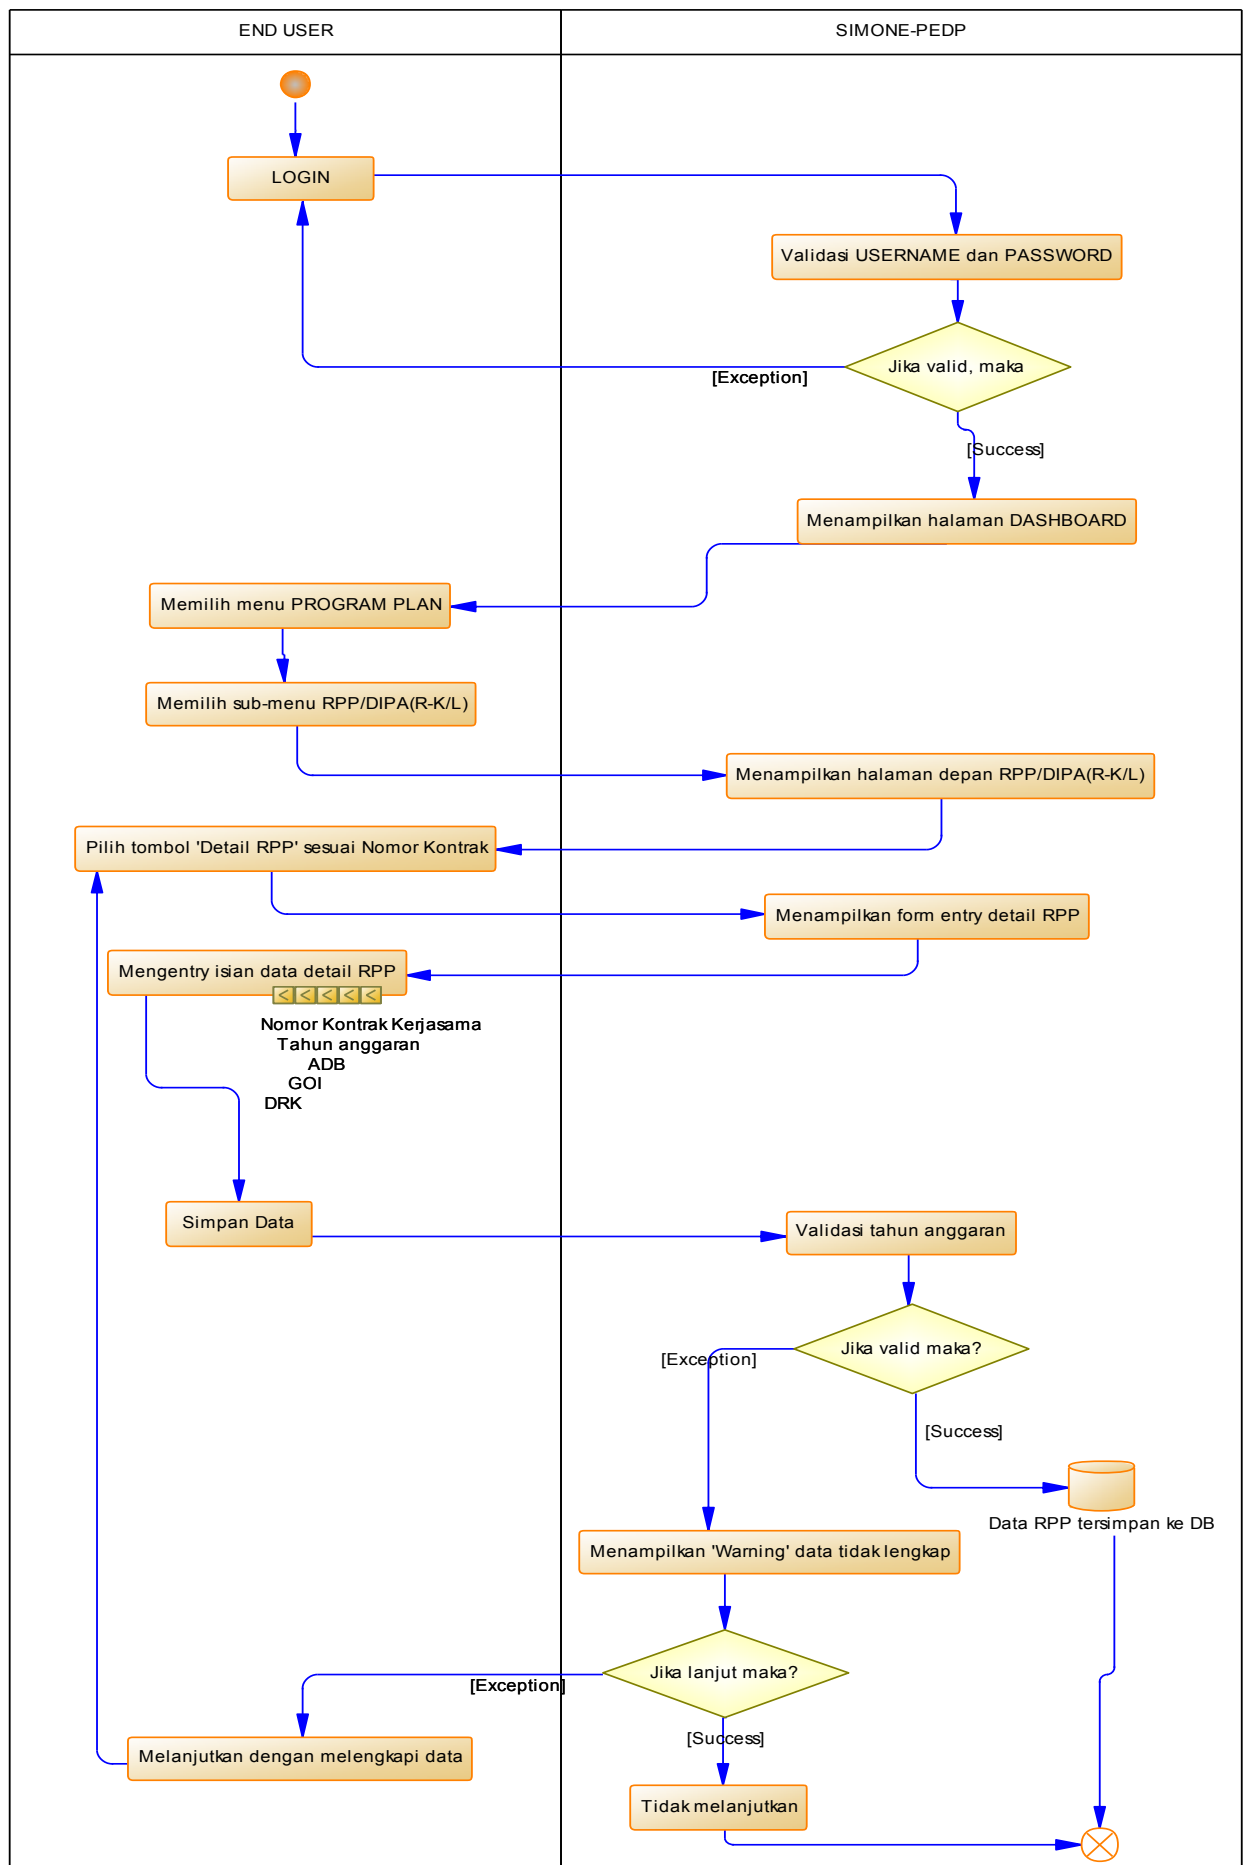 END USER
SIMONE-PEDP
LOGIN
Validasi USERNAME dan PASSWORD
Jika valid, maka
[Exception]
[Success]
Menampilkan halaman DASHBOARD
Memilih menu PROGRAM PLAN
Memilih sub-menu RPP/DIPA(R-K/L)
Menampilkan halaman depan RPP/DIPA(R-K/L)
Pilih tombol 'Detail RPP' sesuai Nomor Kontrak
Menampilkan form entry detail RPP
Mengentry isian data detail RPP
< < < < <
Nomor Kontrak Kerjasama
Tahun anggaran
ADB
GOI
DRK
Simpan Data
Validasi tahun anggaran
Jika valid maka?
[Exception]
[Success]
Data RPP tersimpan ke DB
Menampilkan 'Warning' data tidak lengkap
Jika lanjut maka?
[Exception]
[Success]
Melanjutkan dengan melengkapi data
Tidak melanjutkan